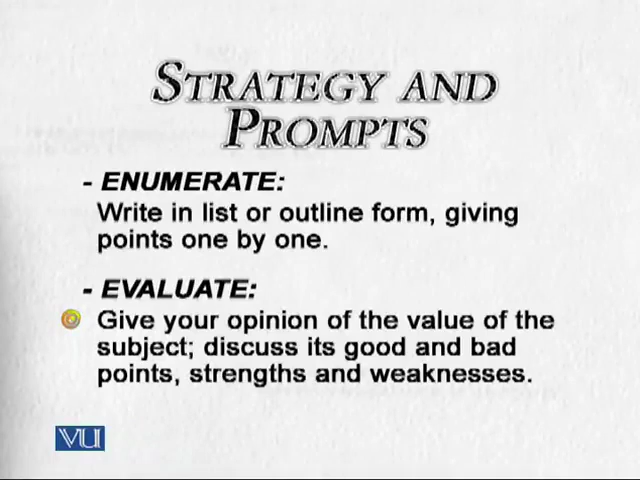 STRATEGY AND
PROMPTS
- ENUMERATE:
Write in list or outline form, giving
points one by one.
- EVALUATE:
Give your opinion of the value of the
subject; discuss its good and bad
points, strengths and weaknesses.
VU